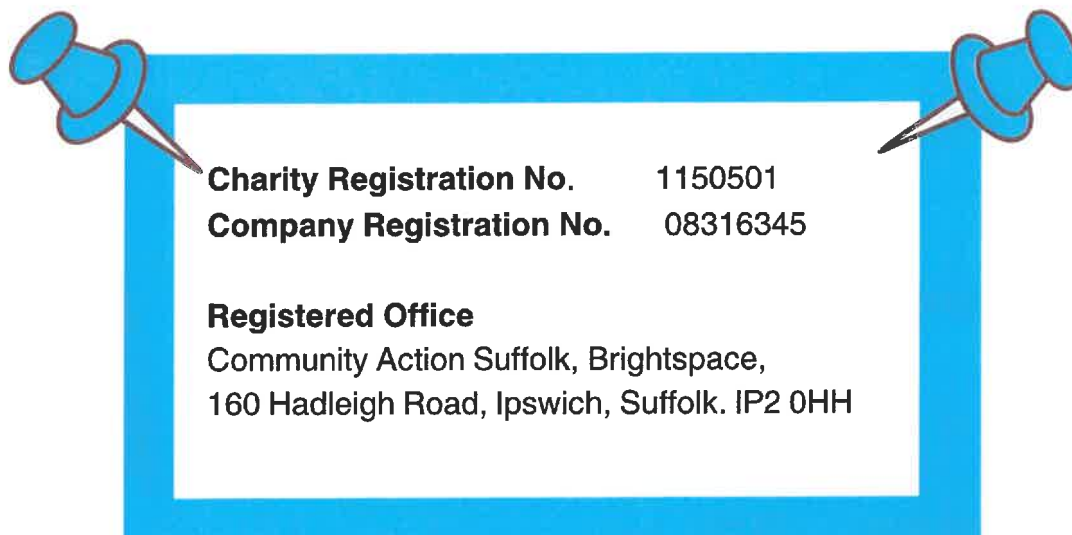 Charity Registration No. 1150501
Company Registration No. 08316345
Registered Office
Community Action Suffolk, Brightspace,
160 Hadleigh Road, Ipswich, Suffolk. IP2 0HH